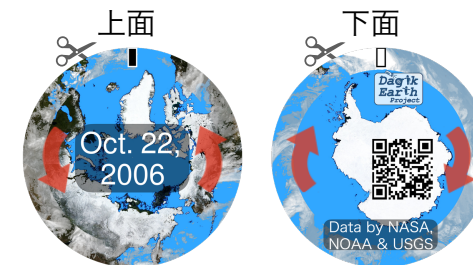 上面
下面
Oct. 22,
2006
Dagik
Earth
Project
Data by NASA,
NOAA & USGS